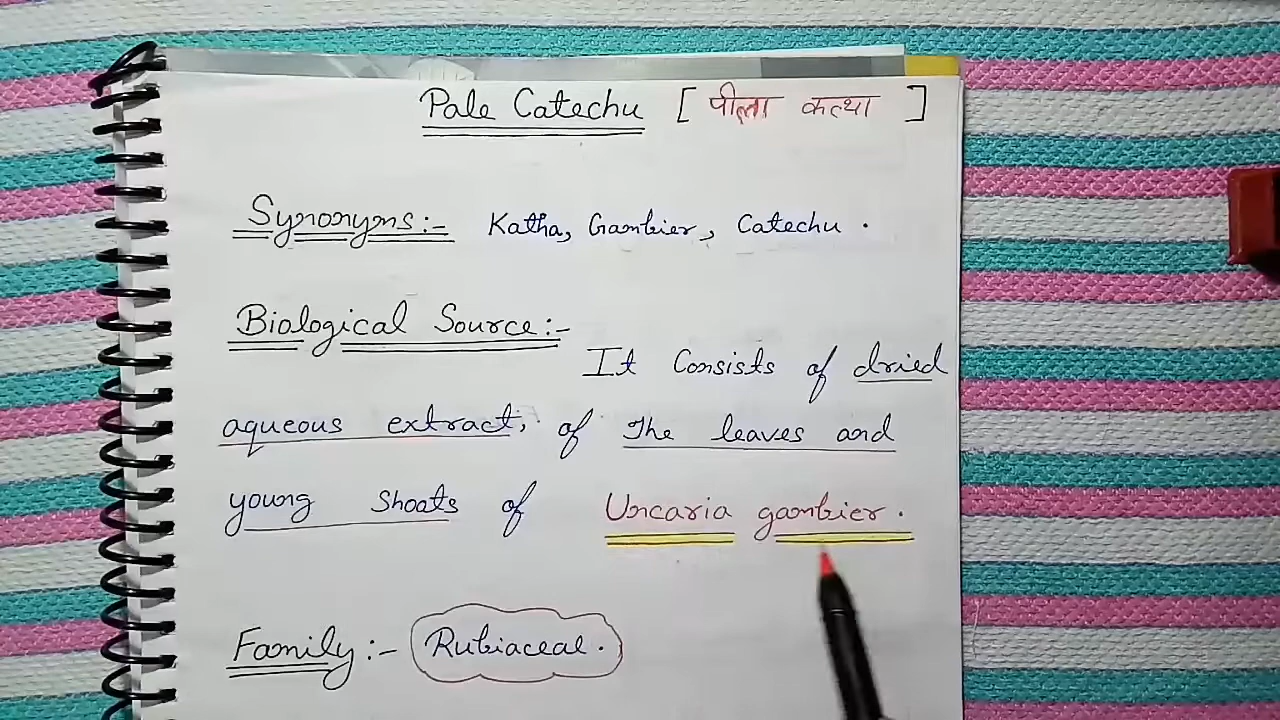 Pale Catechu [ पीला कत्था ]
Synonyms:- Katha, Gambier, Catechu .
Biological Source:-
It Consists of dried
aqueous extract, of the leaves and
young Shoots of Uncaria gambier.
Family:- Rubiaceae.